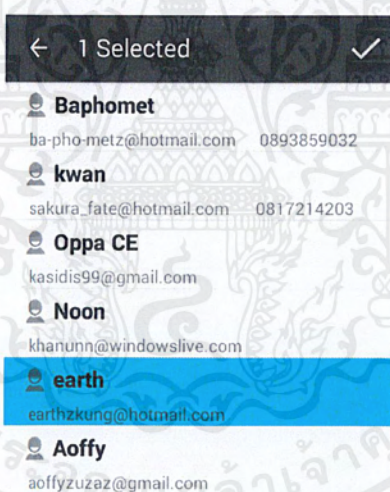 1 Selected
Baphomet
ba-pho-metz@hotmail.com 0893859032
kwan
sakura_fate@hotmail.com 0817214203
Oppa CE
kasidis99@gmail.com
Noon
khanunn@windowslive.com
earth
earthzkung@hotmail.com
Aoffy
aoffyzuzaz@gmail.com